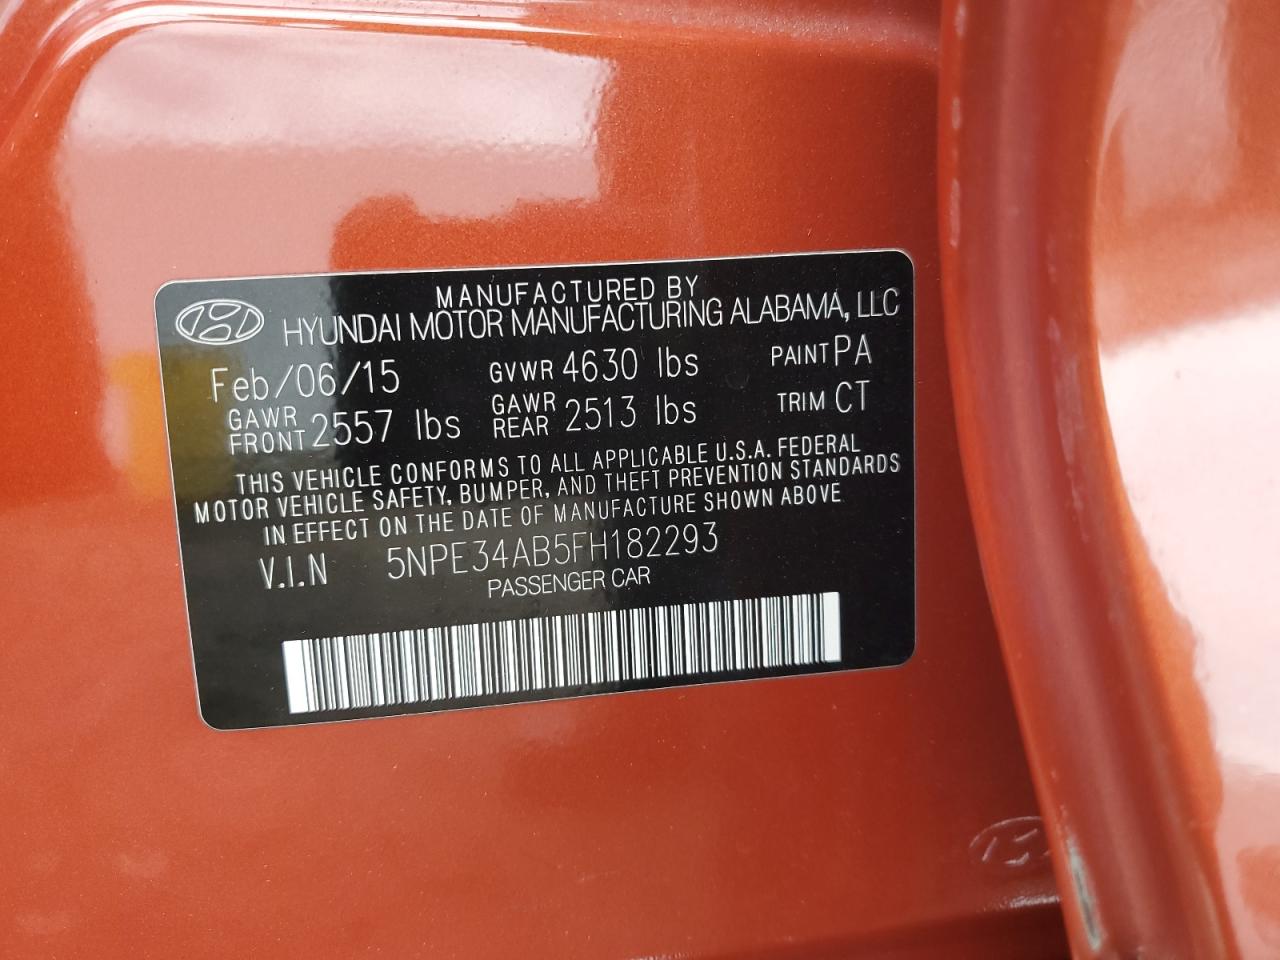 MANUFACTURED BY
HYUNDAI MOTOR MANUFACTURING ALABAMA, LLC
Feb/06/15 GVWR 4630 lbs PAINT PA
GAWR FRONT 2557 lbs GAWR REAR 2513 lbs TRIM CT
THIS VEHICLE CONFORMS TO ALL APPLICABLE U.S.A. FEDERAL
MOTOR VEHICLE SAFETY, BUMPER, AND THEFT PREVENTION STANDARDS
IN EFFECT ON THE DATE OF MANUFACTURE SHOWN ABOVE
V.I.N 5NPE34AB5FH182293
PASSENGER CAR